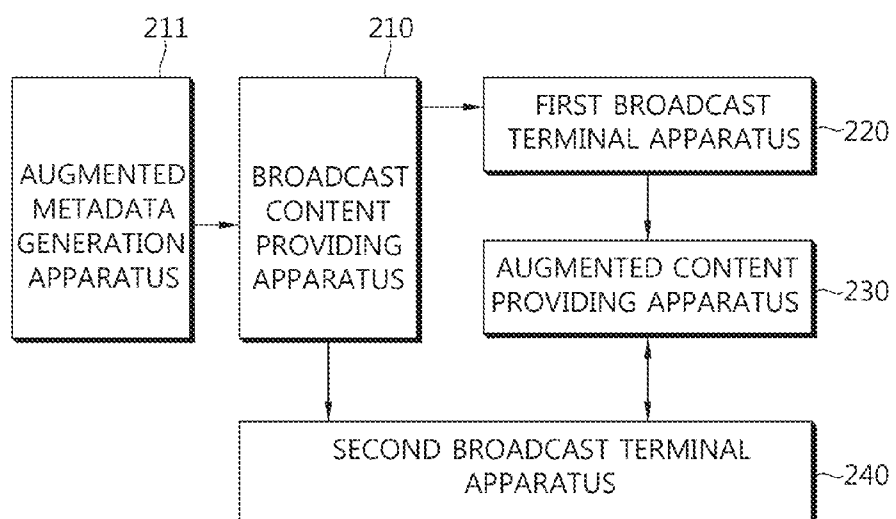 211
210
AUGMENTED
METADATA
GENERATION
APPARATUS
BROADCAST
CONTENT
PROVIDING
APPARATUS
FIRST BROADCAST
TERMINAL APPARATUS
220
AUGMENTED CONTENT
PROVIDING APPARATUS
230
SECOND BROADCAST TERMINAL
APPARATUS
240